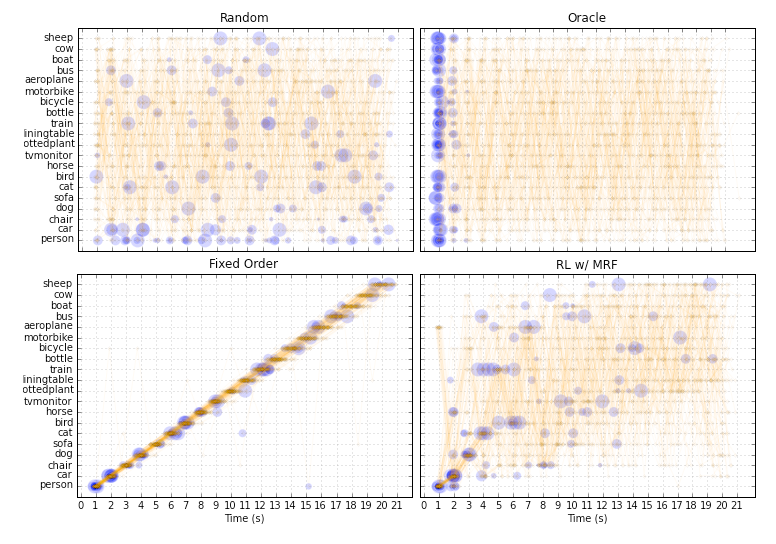 Random
Oracle
sheep
cow
boat
bus
aeroplane
motorbike
bicycle
bottle
train
iningtable
ottedplant
tvmonitor
horse
bird
cat
sofa
dog
chair
car
person
Fixed Order
RL w/ MRF
sheep
cow
boat
bus
aeroplane
motorbike
bicycle
bottle
train
iningtable
ottedplant
tvmonitor
horse
bird
cat
sofa
dog
chair
car
person
0 1 2 3 4 5 6 7 8 9 10 11 12 13 14 15 16 17 18 19 20 21
0 1 2 3 4 5 6 7 8 9 10 11 12 13 14 15 16 17 18 19 20 21
Time (s)
Time (s)